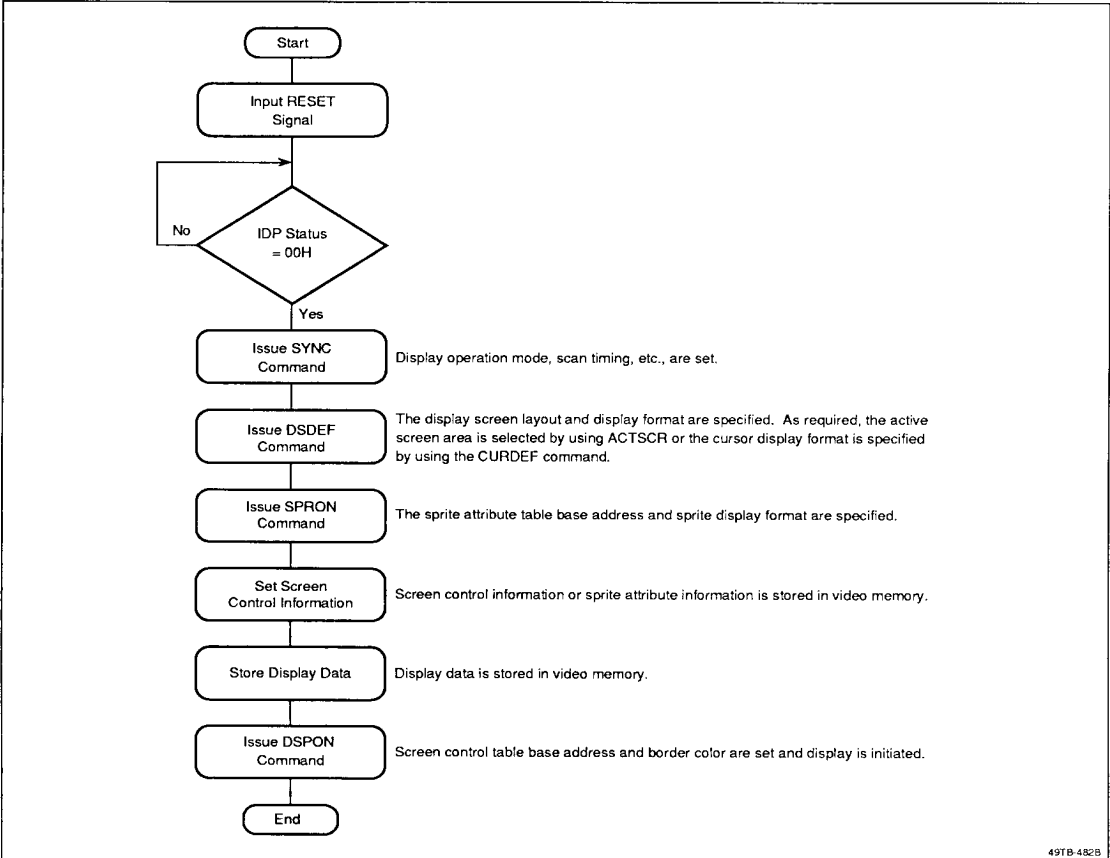 Start
Input RESET
Signal
No
IDP Status
= 00H
Yes
Issue SYNC
Command
Display operation mode, scan timing, etc., are set.
Issue DSDEF
Command
The display screen layout and display format are specified. As required, the active
screen area is selected by using ACTSCR or the cursor display format is specified
by using the CURDEF command.
Issue SPRON
Command
The sprite attribute table base address and sprite display format are specified.
Set Screen
Control Information
Screen control information or sprite attribute information is stored in video memory.
Store Display Data
Display data is stored in video memory.
Issue DSPON
Command
Screen control table base address and border color are set and display is initiated.
End
49TB-482B